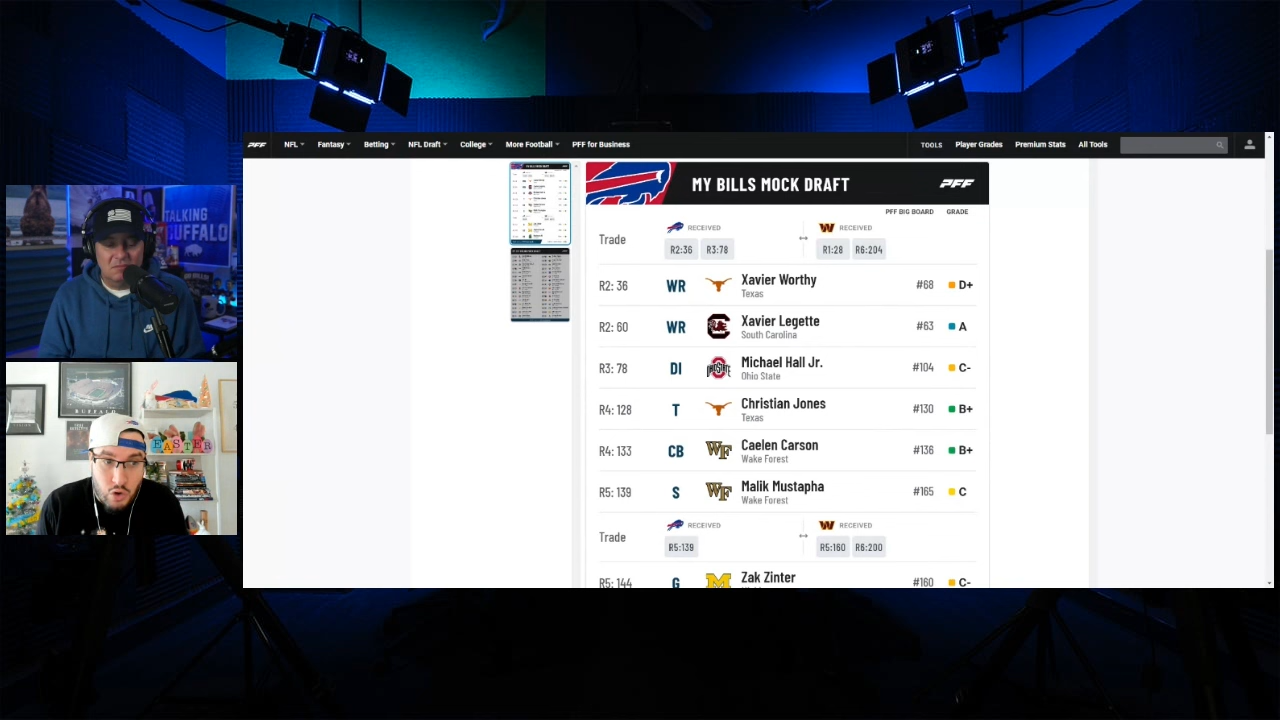 PFF
NFL
Fantasy
Betting
NFL Draft
College
More Football
PFF for Business
TOOLS
Player Grades
Premium Stats
All Tools
MY BILLS MOCK DRAFT
PFF
PFF BIG BOARD GRADE
Trade
RECEIVED
R2:36 R3:78
RECEIVED
R1:28 R6:204
R2: 36 WR Xavier Worthy #68 D+
Texas
R2: 60 WR Xavier Legette #63 A
South Carolina
R3: 78 DI Michael Hall Jr. #104 C-
Ohio State
R4: 128 T Christian Jones #130 B+
Texas
R4: 133 CB Caelen Carson #136 B+
Wake Forest
R5: 139 S Malik Mustapha #165 C
Wake Forest
Trade
RECEIVED
R5:139
RECEIVED
R5:160 R6:200
R5: 144 G Zak Zinter #160 C-
TALKING
BUFFALO
BUFFALO
EASTER